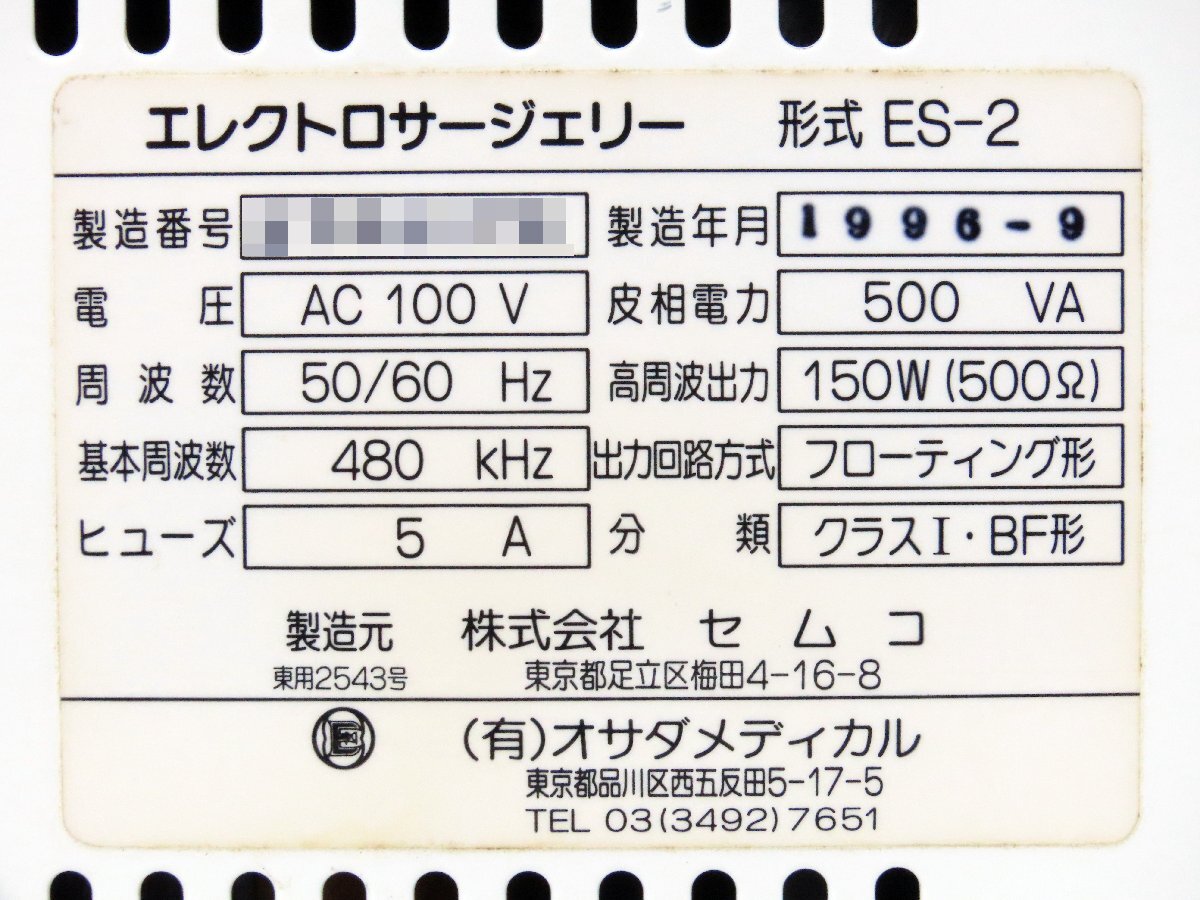 エレクトロサージェリー 形式 ES-2
製造番号 製造年月 1996-9
電圧 AC 100 V 皮相電力 500 VA
周波数 50/60 Hz 高周波出力 150W (500Ω)
基本周波数 480 kHz 出力回路方式 フローティング形
ヒューズ 5 A 分類 クラスI・BF形
製造元 株式会社 セムコ
東用2543号 東京都足立区梅田4-16-8
E (有)オサダメディカル
東京都品川区西五反田5-17-5
TEL 03(3492)7651